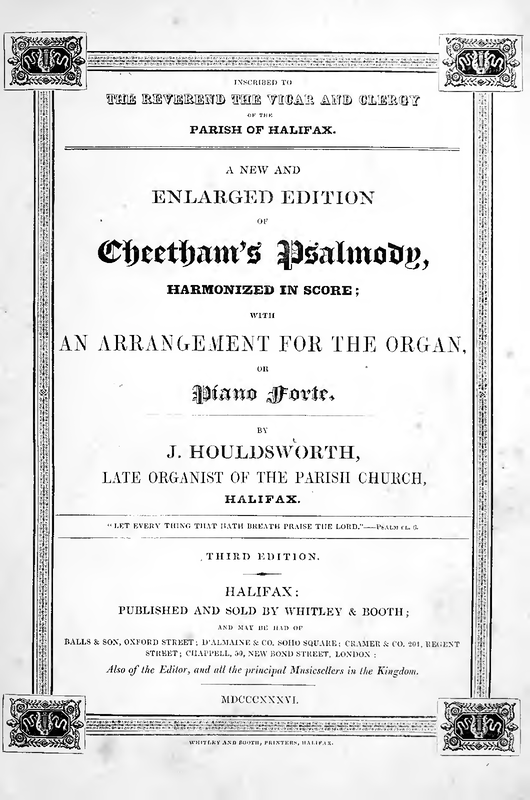 INSCRIBED TO
THE REVEREND THE VICAR AND CLERGY
OF THE
PARISH OF HALIFAX.
A NEW AND
ENLARGED EDITION
OF
Cheetham's Psalmody,
HARMONIZED IN SCORE;
WITH
AN ARRANGEMENT FOR THE ORGAN,
OR
Piano Forte.
BY
J. HOULDSWORTH,
LATE ORGANIST OF THE PARISH CHURCH,
HALIFAX.
"LET EVERY THING THAT HATH BREATH PRAISE THE LORD."—PSALM CL. 6.
THIRD EDITION.
HALIFAX:
PUBLISHED AND SOLD BY WHITLEY & BOOTH;
AND MAY BE HAD OF
BALLS & SON, OXFORD STREET; D'ALMAINE & CO. SOHO SQUARE; CRAMER & CO. 201, REGENT
STREET; CHAPPELL, 50, NEW BOND STREET, LONDON:
Also of the Editor, and all the principal Musicsellers in the Kingdom.
MDCCCXXXVI.
WHITLEY AND BOOTH, PRINTERS, HALIFAX.